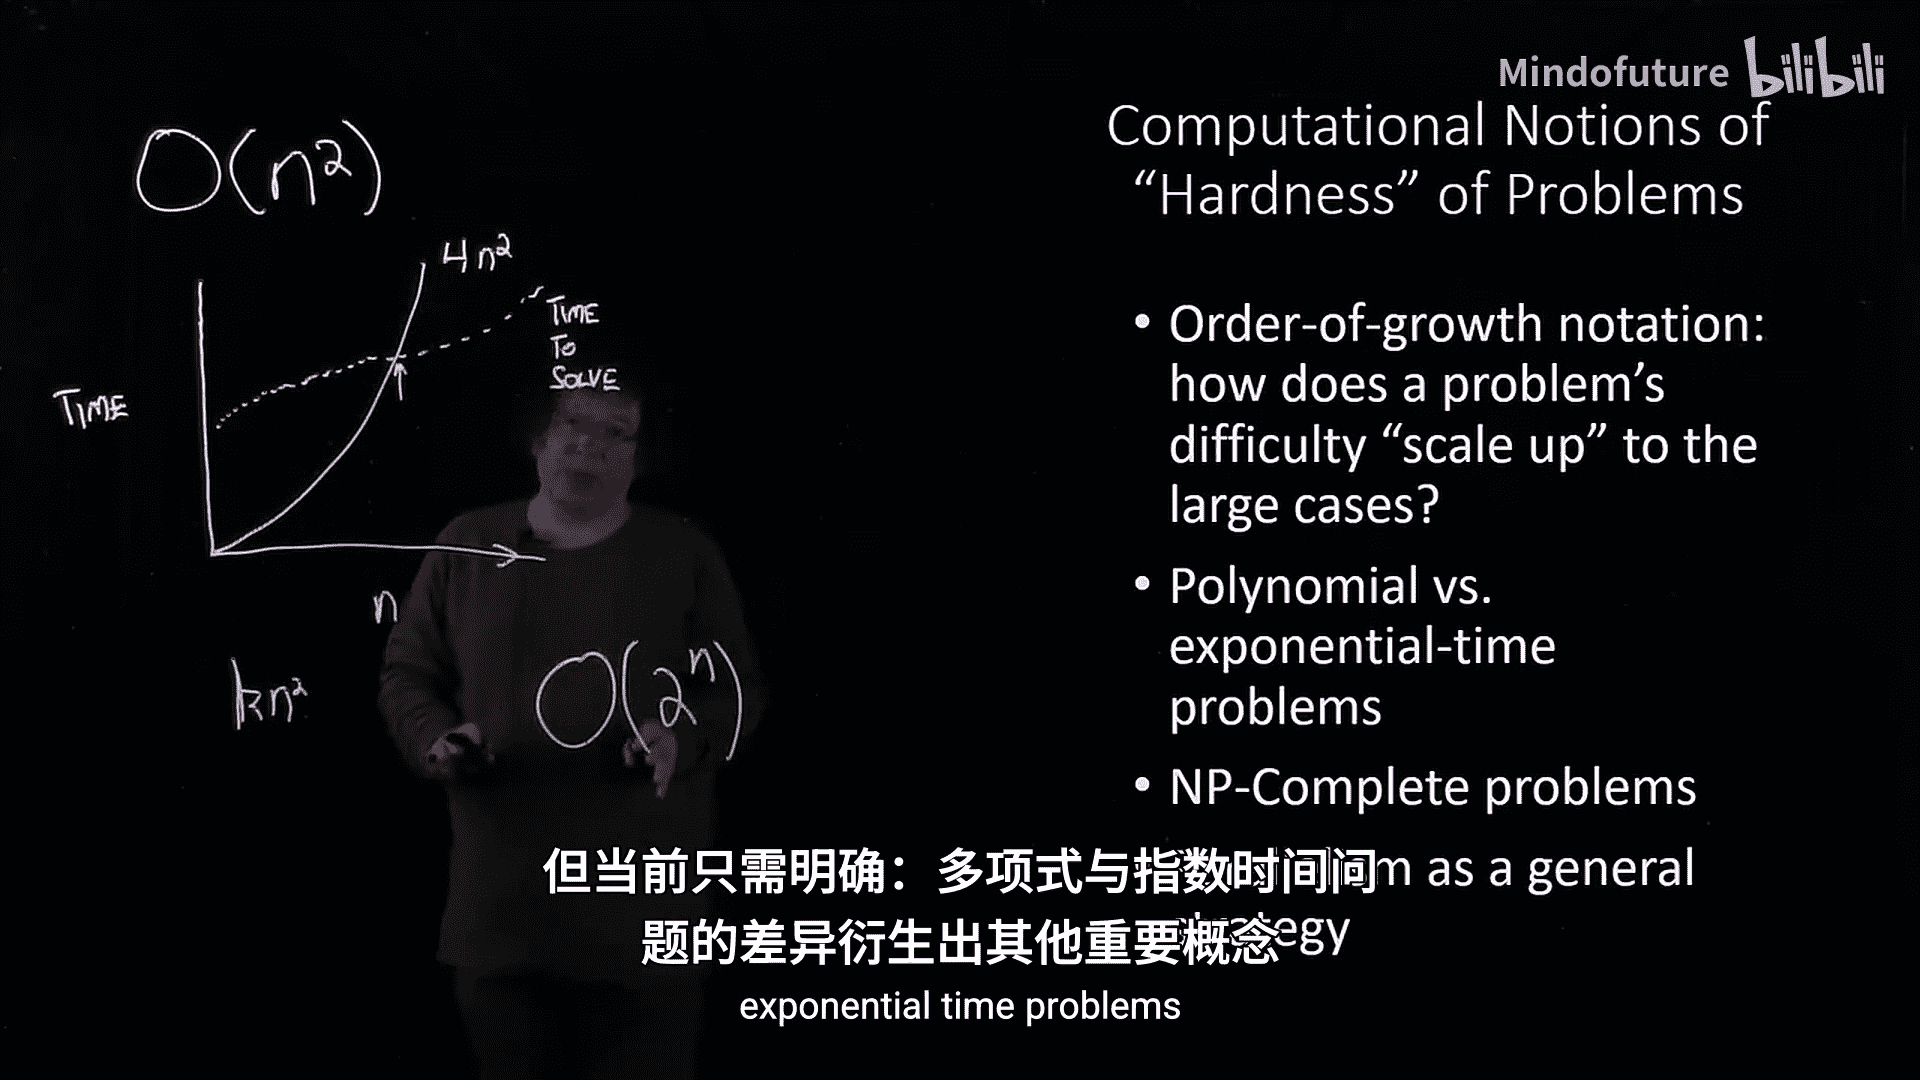 Mindofuture bilibili
Computational Notions of
“Hardness” of Problems
O(n²)
4n²
TIME
TO
SOLVE
TIME
n
kn²
O(2ⁿ)
• Order-of-growth notation:
how does a problem’s
difficulty “scale up” to the
large cases?
• Polynomial vs.
exponential-time
problems
• NP-Complete problems
as a general
但当前只需明确：多项式与指数时间问
题的差异衍生出其他重要概念
exponential time problems